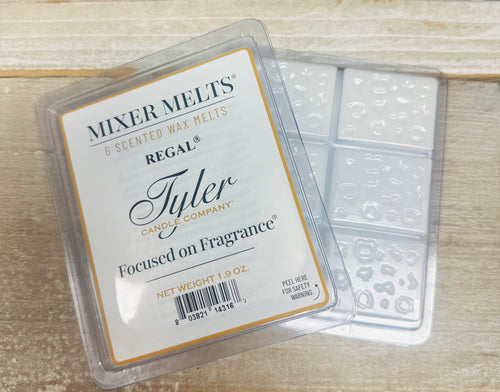 MIXER MELTS®
6 SCENTED WAX MELTS
REGAL®
Tyler
CANDLE COMPANY®
Focused on Fragrance®
NET WEIGHT 1.9 OZ.
PEEL HERE
FOR SAFETY
WARNING
8 03821 14316 7